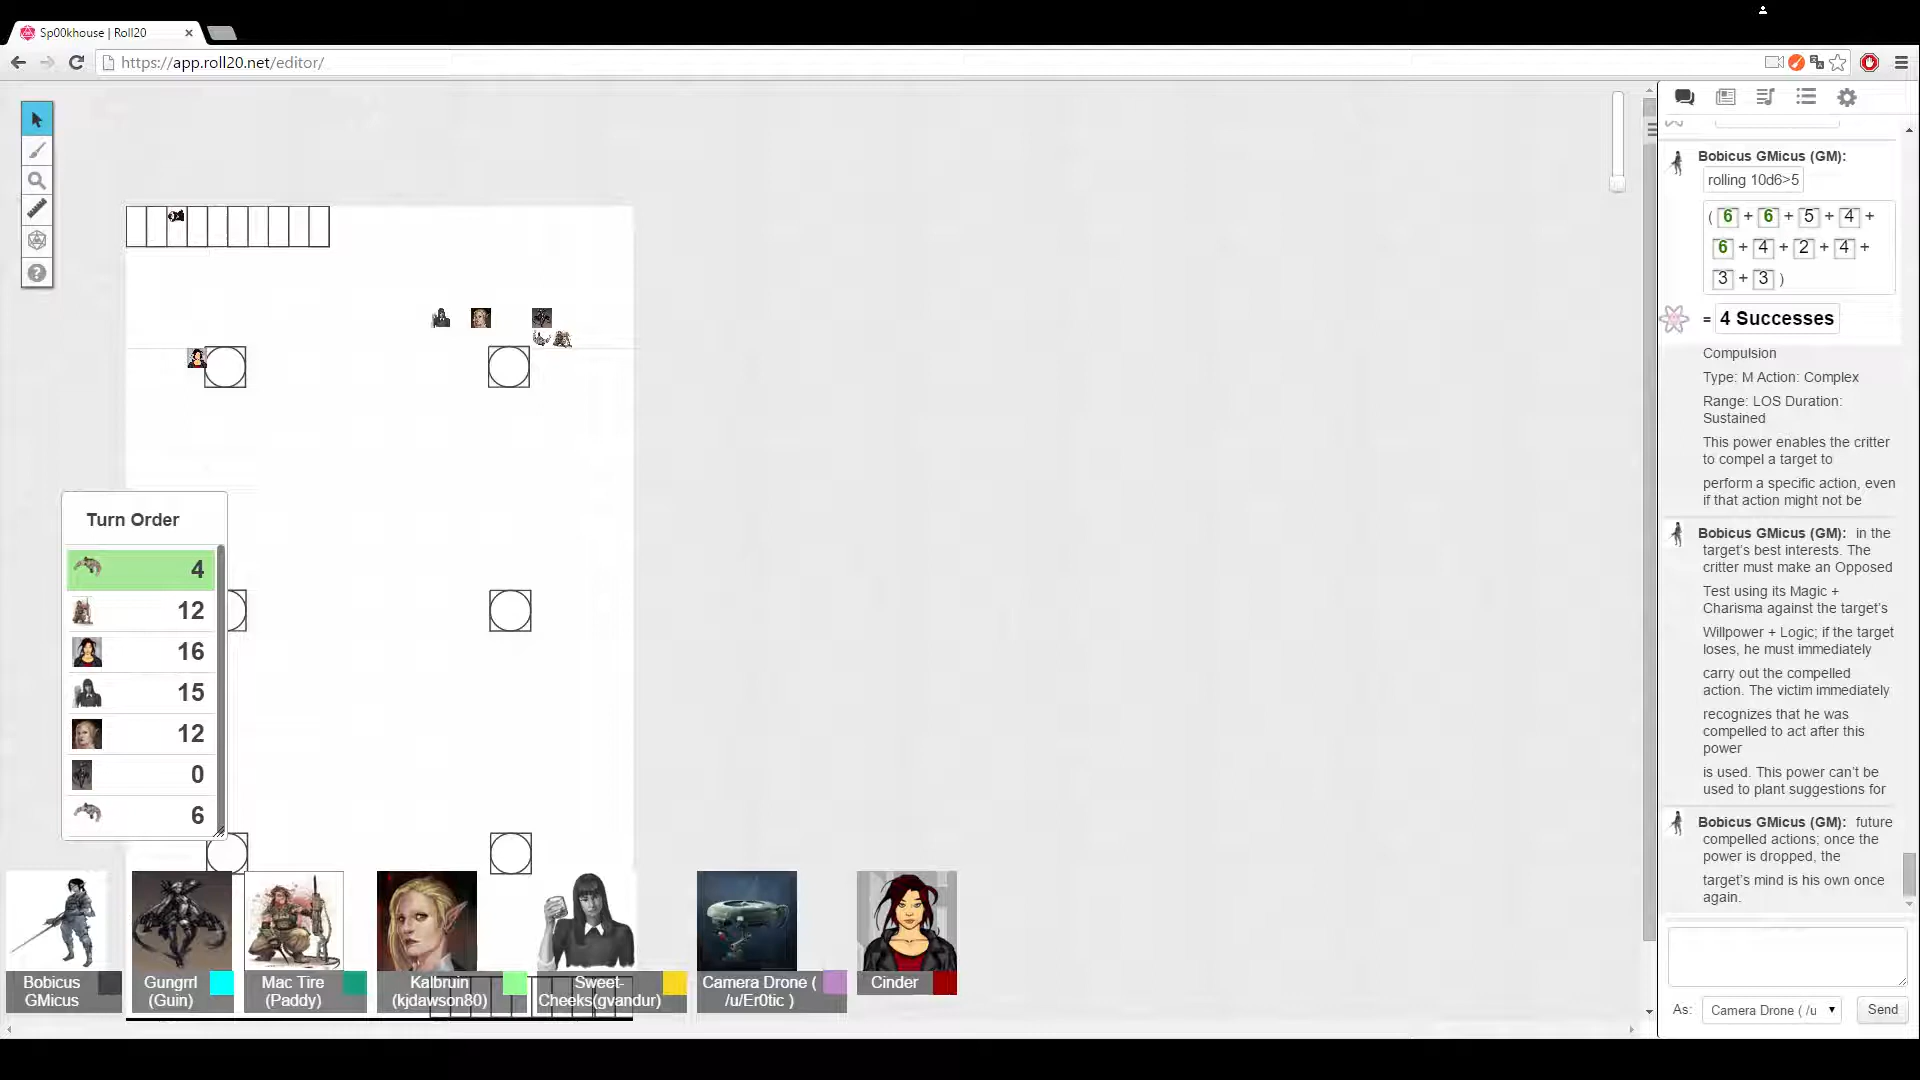 Sp00khouse | Roll20
https://app.roll20.net/editor/
Bobicus GMicus (GM):
rolling 10d6>5
( 6 + 6 + 5 + 4 +
6 + 4 + 2 + 4 +
3 + 3 )
= 4 Successes
Compulsion
Type: M Action: Complex
Range: LOS Duration:
Sustained
This power enables the critter
to compel a target to
perform a specific action, even
if that action might not be
Bobicus GMicus (GM): in the
target's best interests. The
critter must make an Opposed
Test using its Magic +
Charisma against the target's
Willpower + Logic; if the target
loses, he must immediately
carry out the compelled
action. The victim immediately
recognizes that he was
compelled to act after this
power
is used. This power can't be
used to plant suggestions for
Bobicus GMicus (GM): future
compelled actions; once the
power is dropped, the
target's mind is his own once
again.
As: Camera Drone ( /u
Send
Turn Order
4
12
16
15
12
0
6
Bobicus
GMicus
Gungrrl
(Guin)
Mac Tire
(Paddy)
Kalbruin
(kjdawson80)
Sweet-
Cheeks(gvandur)
Camera Drone (
/u/Er0tic )
Cinder